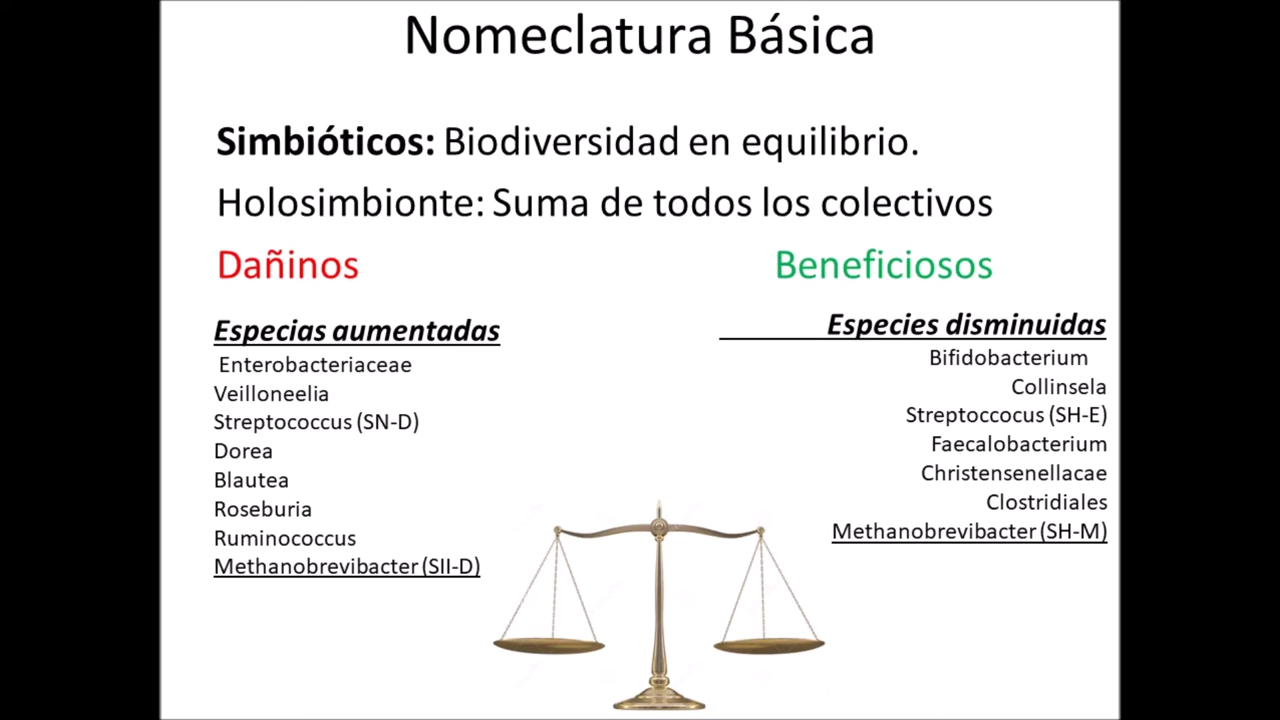 Nomeclatura Básica
Simbióticos: Biodiversidad en equilibrio.
Holosimbionte: Suma de todos los colectivos
Dañinos
Beneficiosos
Especias aumentadas
Enterobacteriaceae
Veilloneelia
Streptococcus (SN-D)
Dorea
Blautea
Roseburia
Ruminococcus
Methanobrevibacter (SII-D)
Especies disminuidas
Bifidobacterium
Collinsela
Streptoccocus (SH-E)
Faecalobacterium
Christensenellacae
Clostridiales
Methanobrevibacter (SH-M)